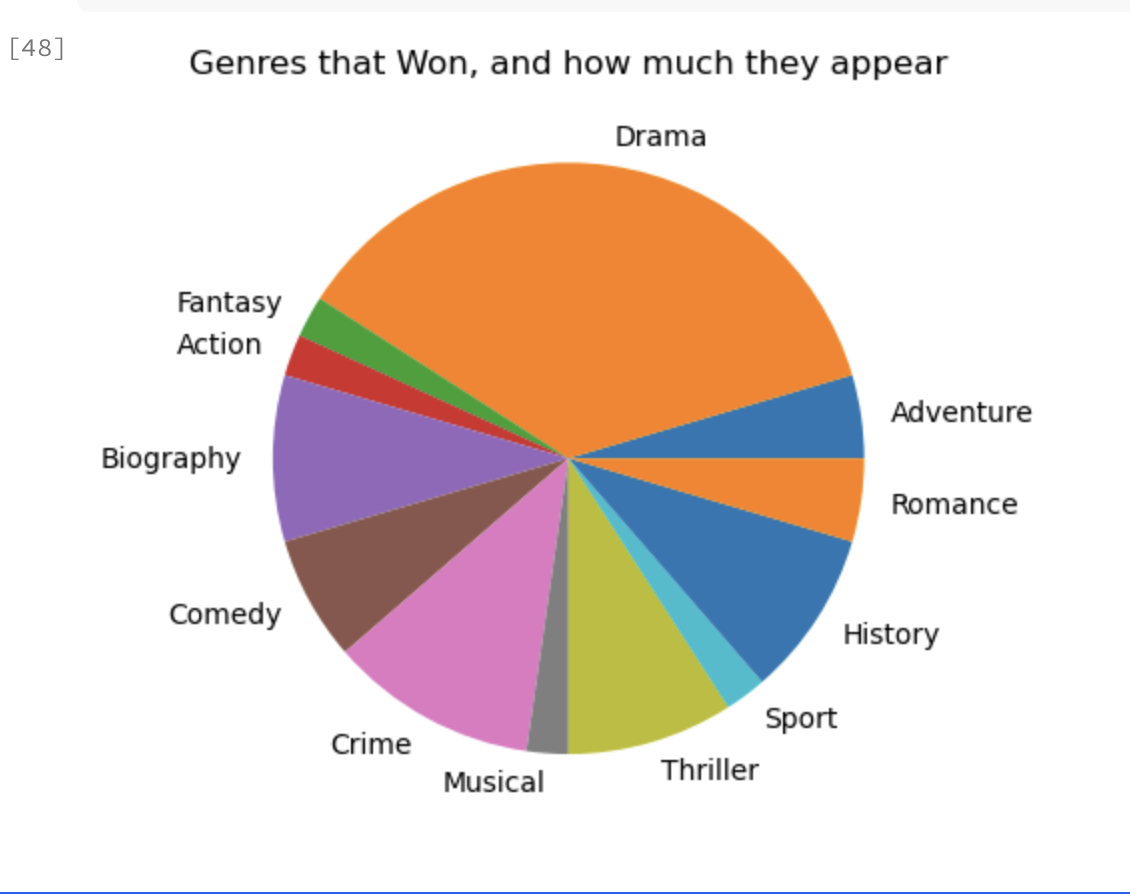 [48]
Genres that Won, and how much they appear
Drama
Fantasy
Action
Adventure
Biography
Romance
Comedy
History
Sport
Crime
Thriller
Musical